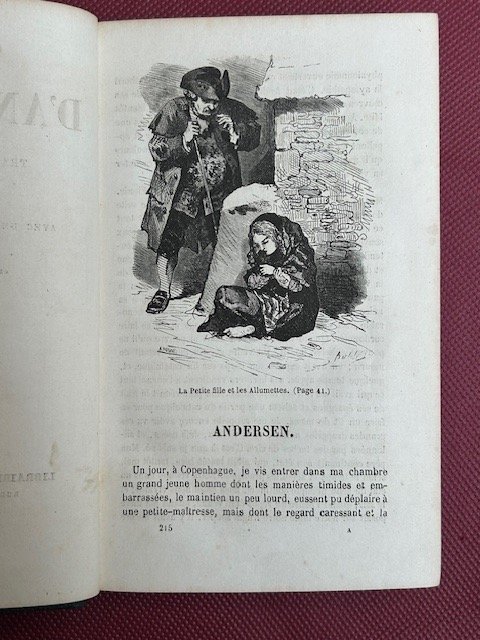 D'AN
La Petite fille et les Allumettes. (Page 41.)
ANDERSEN.
Un jour, à Copenhague, je vis entrer dans ma chambre
un grand jeune homme dont les manières timides et em-
barrassées, le maintien un peu lourd, eussent pu déplaire à
une petite-maîtresse, mais dont le regard caressant et la
215
A